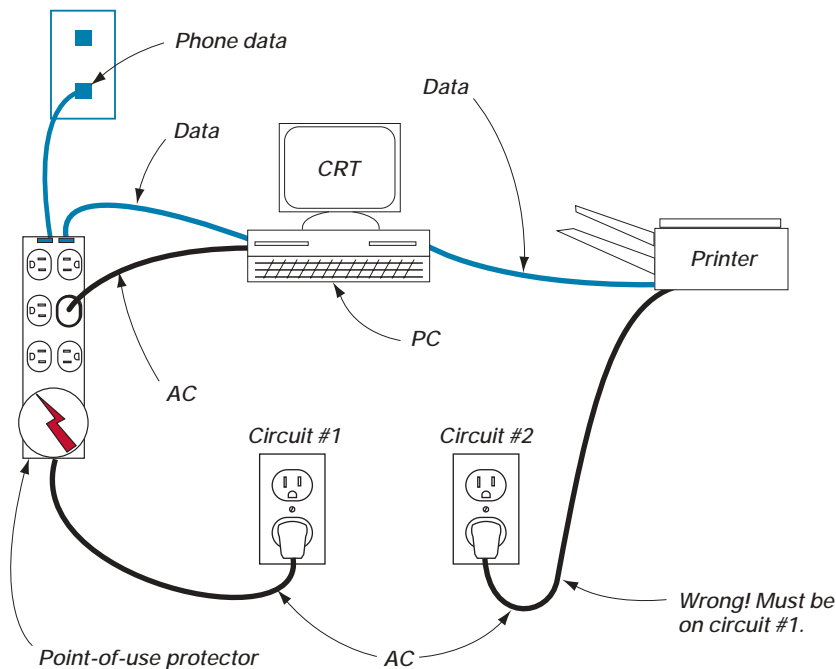 Phone data
Data
Data
CRT
Printer
PC
AC
Circuit #1
Circuit #2
Wrong! Must be
on circuit #1.
AC
Point-of-use protector